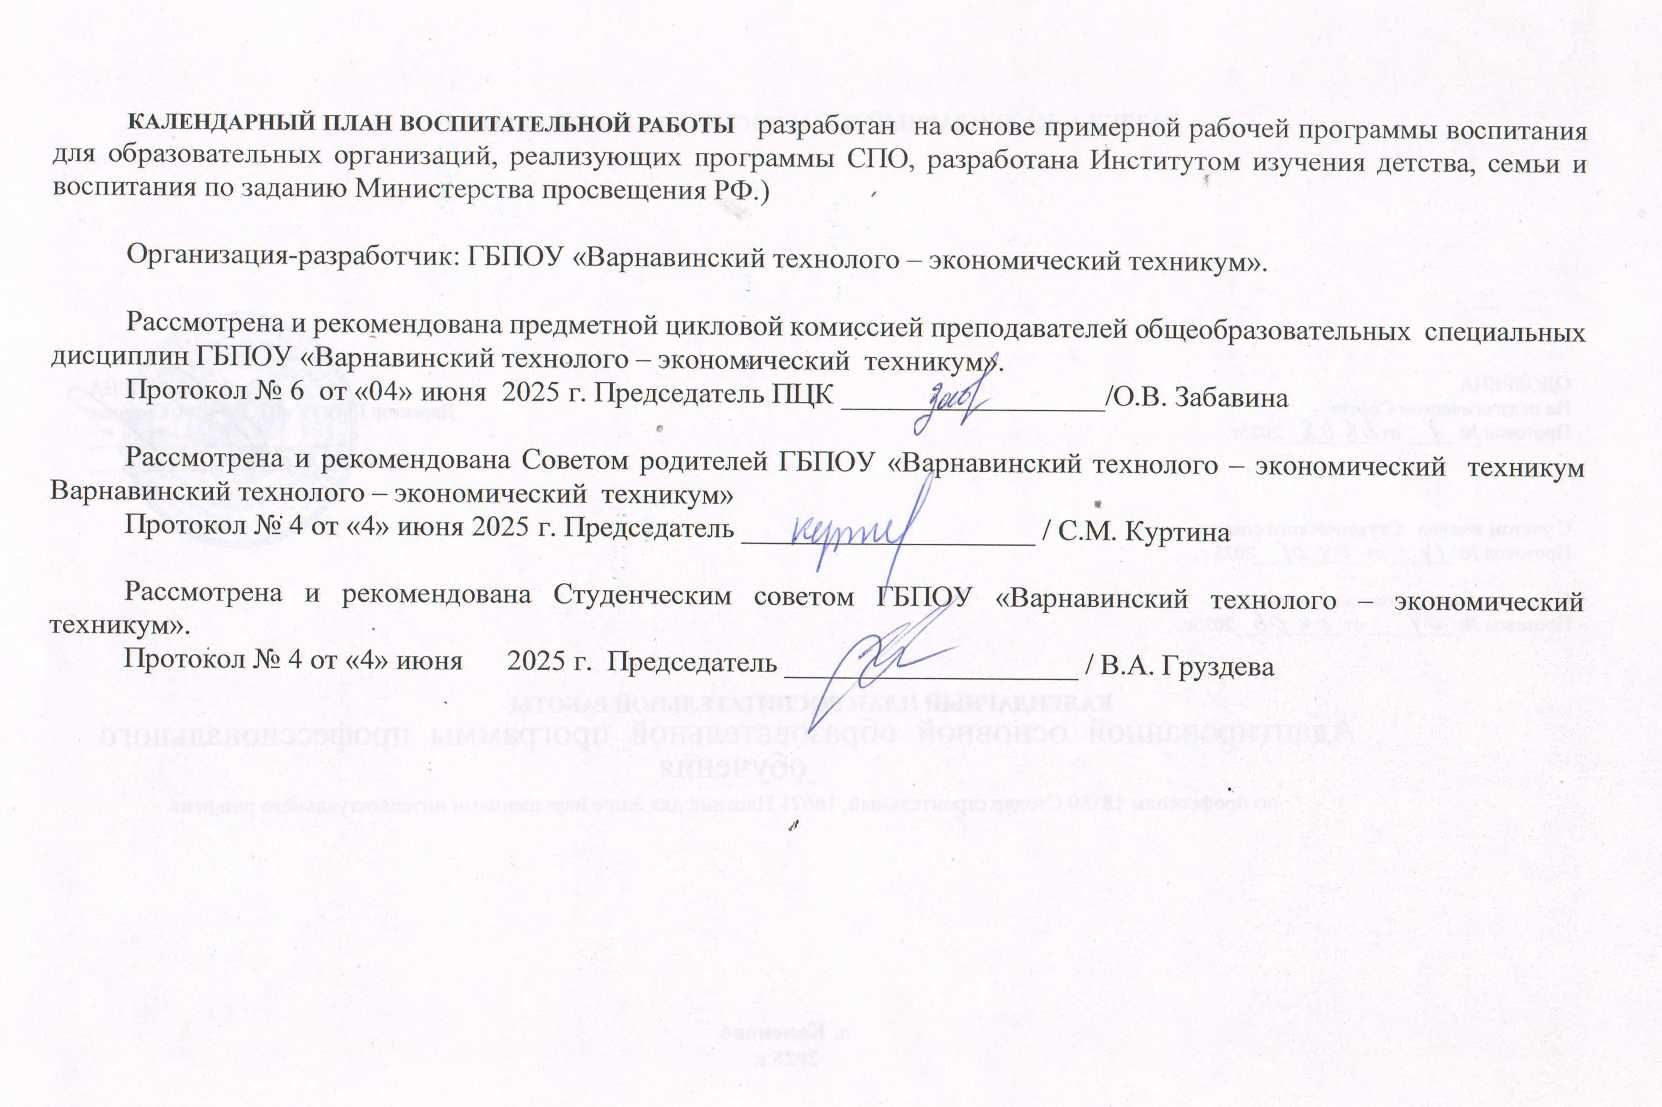 КАЛЕНДАРНЫЙ ПЛАН ВОСПИТАТЕЛЬНОЙ РАБОТЫ разработан на основе примерной рабочей программы воспитания
для образовательных организаций, реализующих программы СПО, разработана Институтом изучения детства, семьи и
воспитания по заданию Министерства просвещения РФ.)
Организация-разработчик: ГБПОУ «Варнавинский технолого – экономический техникум».
Рассмотрена и рекомендована предметной цикловой комиссией преподавателей общеобразовательных специальных
дисциплин ГБПОУ «Варнавинский технолого – экономический техникум».
Протокол № 6 от «04» июня 2025 г. Председатель ПЦК ___________________/О.В. Забавина
Рассмотрена и рекомендована Советом родителей ГБПОУ «Варнавинский технолого – экономический техникум
Варнавинский технолого – экономический техникум»
Протокол № 4 от «4» июня 2025 г. Председатель _____________________ / С.М. Куртина
Рассмотрена и рекомендована Студенческим советом ГБПОУ «Варнавинский технолого – экономический
техникум».
Протокол № 4 от «4» июня 2025 г. Председатель _____________________ / В.А. Груздева